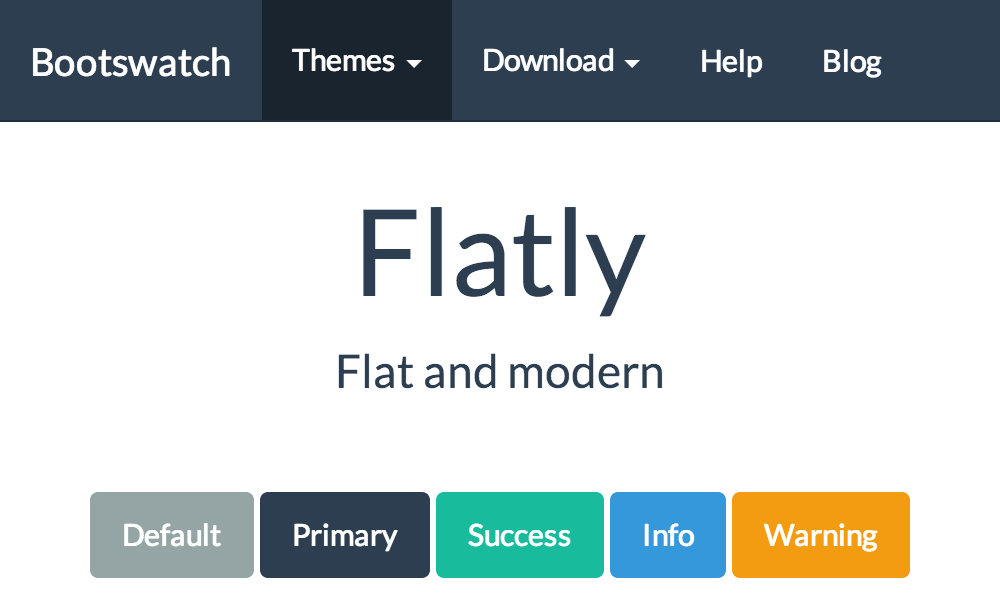 Bootswatch Themes Download Help Blog
Flatly
Flat and modern
Default Primary Success Info Warning